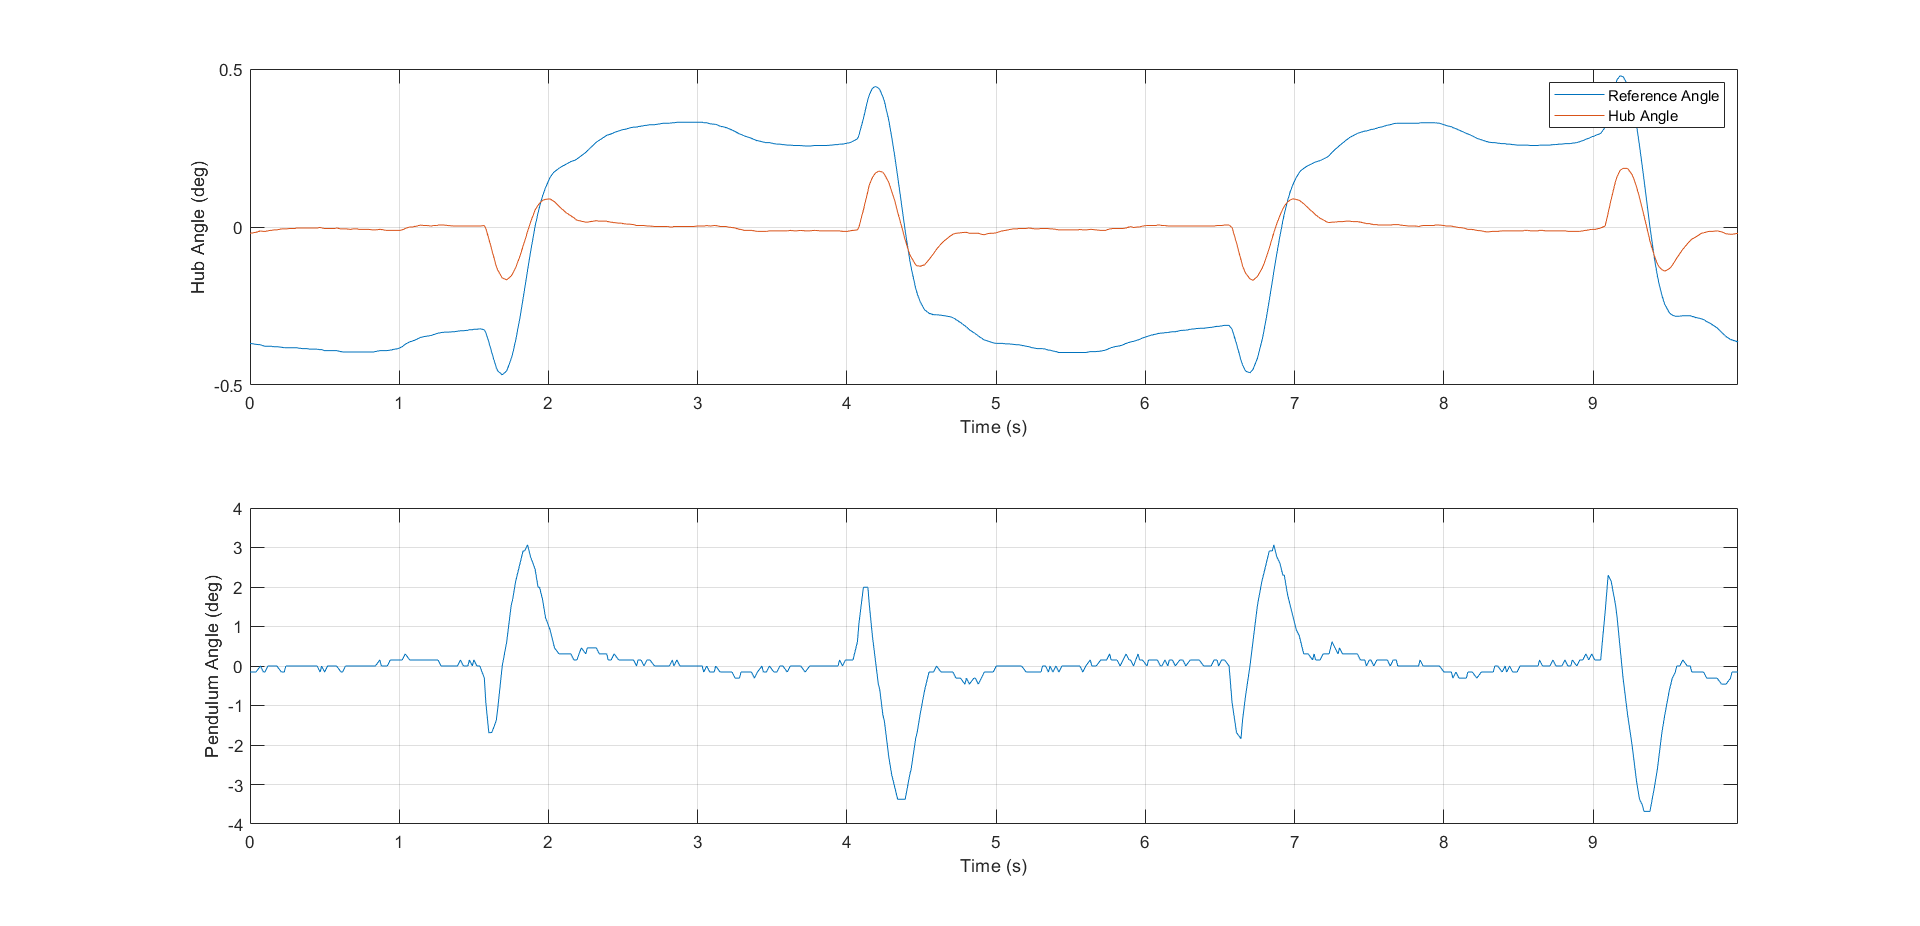 0.5
0
-0.5
Hub Angle (deg)
Reference Angle
Hub Angle
0 1 2 3 4 5 6 7 8 9
Time (s)
4
3
2
1
0
-1
-2
-3
-4
Pendulum Angle (deg)
0 1 2 3 4 5 6 7 8 9
Time (s)